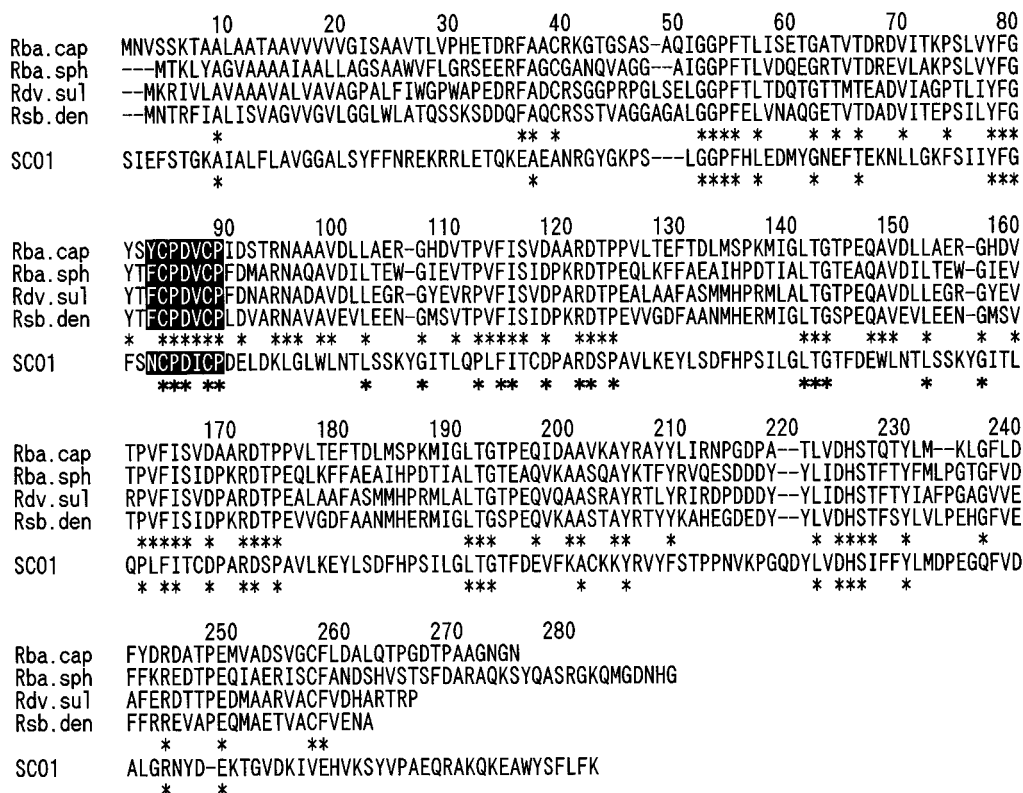 10 20 30 40 50 60 70 80
Rba.cap MNVSSKTAALAATAAVVVVVGISAAVTLVPHETDRFAACRKGTGSAS-AQIGGPFTLISETGATVTDRDVITKPSLVYFG
Rba.sph ---MTKLYAGVAAAAIAALLAGSAAWVFLGRSEERFAGCGANQVAGG--AIGGPFTLVDQEGRTVTDREVLAKPSLVYFG
Rdv.sul --MKRIVLAVAAAVALVAVAGPALFIWGPWAPEDRFADCRSGGPRPGLSELGGPFTLTDQTGTTMTEADVIAGPTLIYFG
Rsb.den --MNTRFIALISVAGVVGVLGGLWLATQSSKSDDQFAQCRSSTVAGGAGALGGPFELVNAQGETVTDADVITEPSILYFG
* ** * **** * * * * * * ***
SCO1 SIEFSTGKAIALFLAVGGALSYFFNREKRRLETQKEAEANRGYGKPS---LGGPFHLEDMYGNEFTEKNLLGKFSIIYFG
* * **** * * * ***
90 100 110 120 130 140 150 160
Rba.cap YSYCPDVCPIDSTRNAAAVDLLAER-GHDVTPVFISVDAARDTPPVLTEFTDLMSPKMIGLTGTPEQAVDLLAER-GHDV
Rba.sph YTFCPDVCPFDMARNAQAVDILTEW-GIEVTPVFISIDPKRDTPEQLKFFAEAIHPDTIALTGTEAQAVDILTEW-GIEV
Rdv.sul YTFCPDVCPFDNARNADAVDLLEGR-GYEVRPVFISVDPARDTPEALAAFASMMHPRMLALTGTPEQAVDLLEGR-GYEV
Rsb.den YTFCPDVCPLDVARNAVAVEVLEEN-GMSVTPVFISIDPKRDTPEVVGDFAANMHERMIGLTGSPEQAVEVLEEN-GMSV
* ****** * *** ** * * * **** * **** *** ** * *
SCO1 FSNCPDICPDELDKLGLWLNTLSSKYGITLQPLFITCDPARDSPAVLKEYLSDFHPSILGLTGTFDEWLNTLSSKYGITL
*** ** * * * ** * ** * *** * *
170 180 190 200 210 220 230 240
Rba.cap TPVFISVDAARDTPPVLTEFTDLMSPKMIGLTGTPEQIDAAVKAYRAYYLIRNPGDPA--TLVDHSTQTYLM--KLGFLD
Rba.sph TPVFISIDPKRDTPEQLKFFAEAIHPDTIALTGTEAQVAAASQAYKTFYRVQESDDDY--YLIDHSTFTYFMLPGTGFVD
Rdv.sul RPVFISVDPARDTPEALAAFASMMHPRMLALTGTPEQVQAASRAYRTLYRIRDPDDDY--YLIDHSTFTYIAFPGAGVVE
Rsb.den TPVFISIDPKRDTPEVVGDFAANMHERMIGLTGSPEQVKAASTAYRTYYKAHEGDEDY--YLVDHSTFSYLVLPEHGFVE
***** * **** *** * ** ** * * **** * *
SCO1 QPLFITCDPARDSPAVLKEYLSDFHPSILGLTGTFDEVFKACKKYRVYFSTPPNVKPGQDYLVDHSIFFYLMDPEGQFVD
* ** * ** * *** * * * *** *
250 260 270 280
Rba.cap FYDRDATPEMVADSVGCFLDALQTPGDTPAAGNGN
Rba.sph FFKREDTPEQIAERISCFANDSHVSTSFDARAQKSYQASRGKQMGDNHG
Rdv.sul AFERDTTPEDMAARVACFVDHARTRP
Rsb.den FFRREVAPEQMAETVACFVENA
* * **
SCO1 ALGRNYD-EKTGVDKIVEHVKSYVPAEQRAKQKEAWYSFLFK
* *